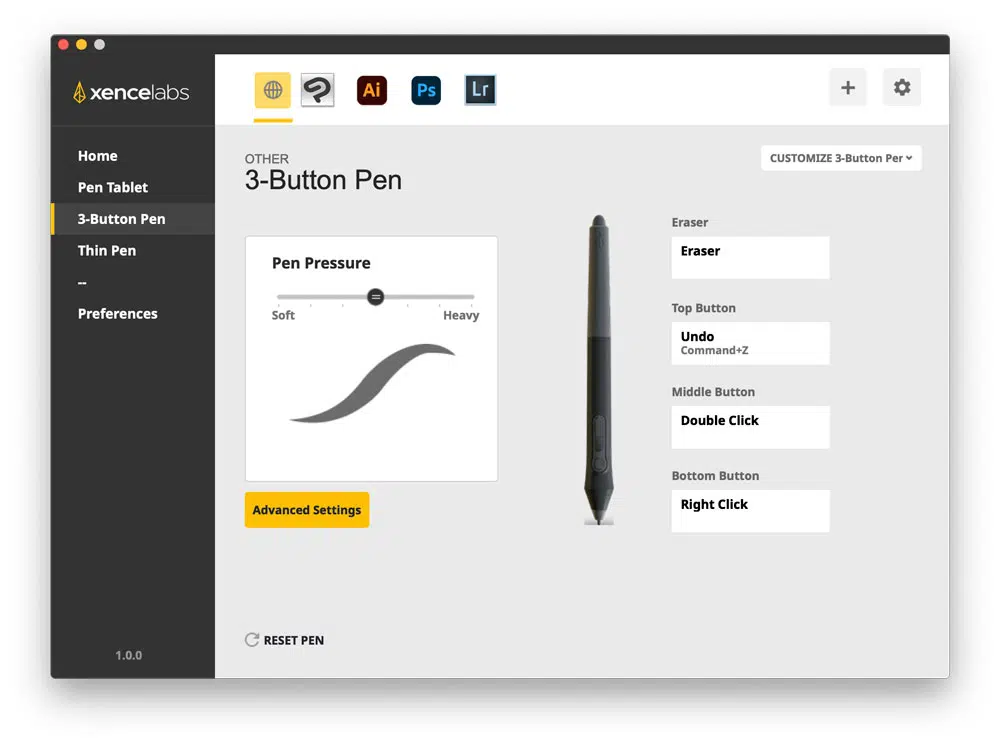 xencelabs
Ai
Ps
Lr
Home
Pen Tablet
3-Button Pen
Thin Pen
--
Preferences
1.0.0
OTHER
3-Button Pen
CUSTOMIZE 3-Button Per
Pen Pressure
Soft
Heavy
Advanced Settings
RESET PEN
Eraser
Eraser
Top Button
Undo
Command+Z
Middle Button
Double Click
Bottom Button
Right Click